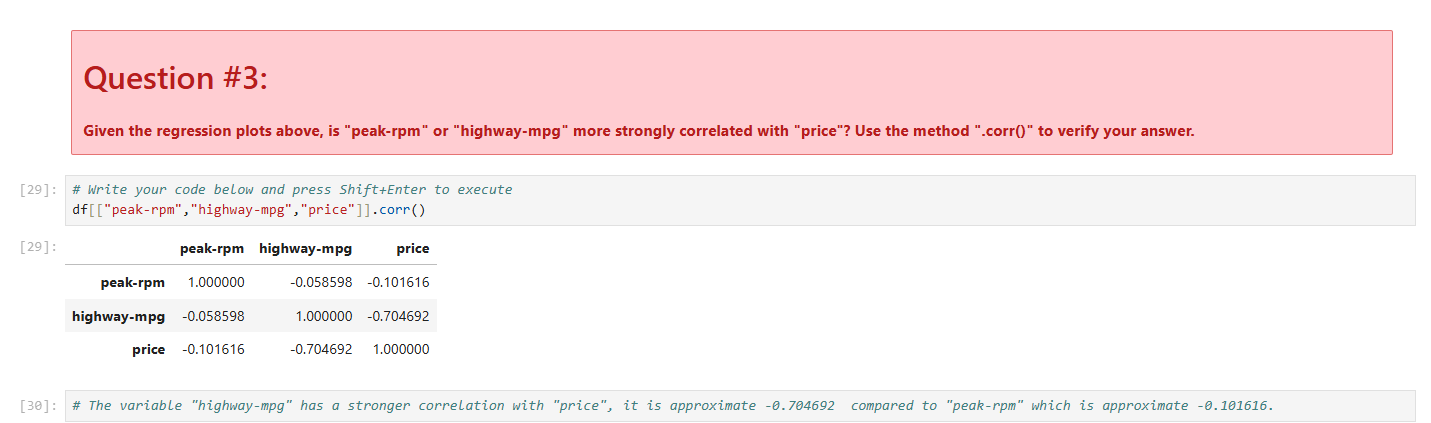 Question #3:
Given the regression plots above, is "peak-rpm" or "highway-mpg" more strongly correlated with "price"? Use the method ".corr()" to verify your answer.
[29]: # Write your code below and press Shift+Enter to execute
df[["peak-rpm","highway-mpg","price"]].corr()
[29]: peak-rpm highway-mpg price
peak-rpm 1.000000 -0.058598 -0.101616
highway-mpg -0.058598 1.000000 -0.704692
price -0.101616 -0.704692 1.000000
[30]: # The variable "highway-mpg" has a stronger correlation with "price", it is approximate -0.704692  compared to "peak-rpm" which is approximate -0.101616.